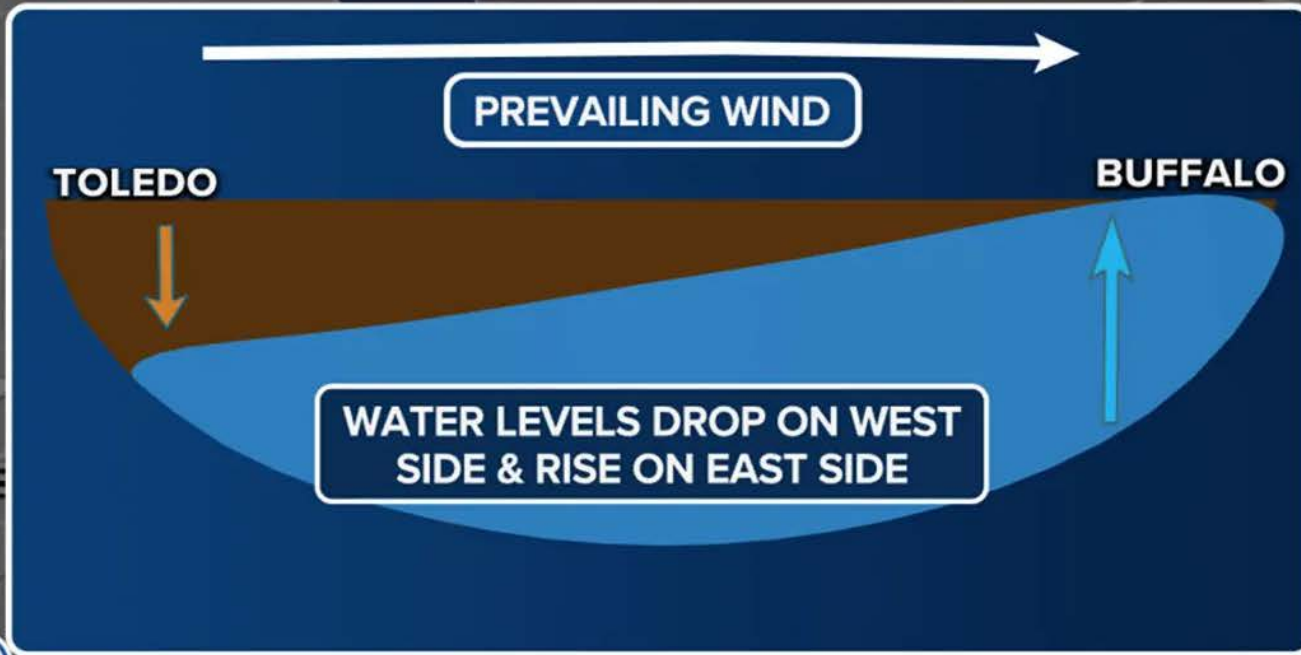 PREVAILING WIND
TOLEDO
BUFFALO
WATER LEVELS DROP ON WEST
SIDE & RISE ON EAST SIDE